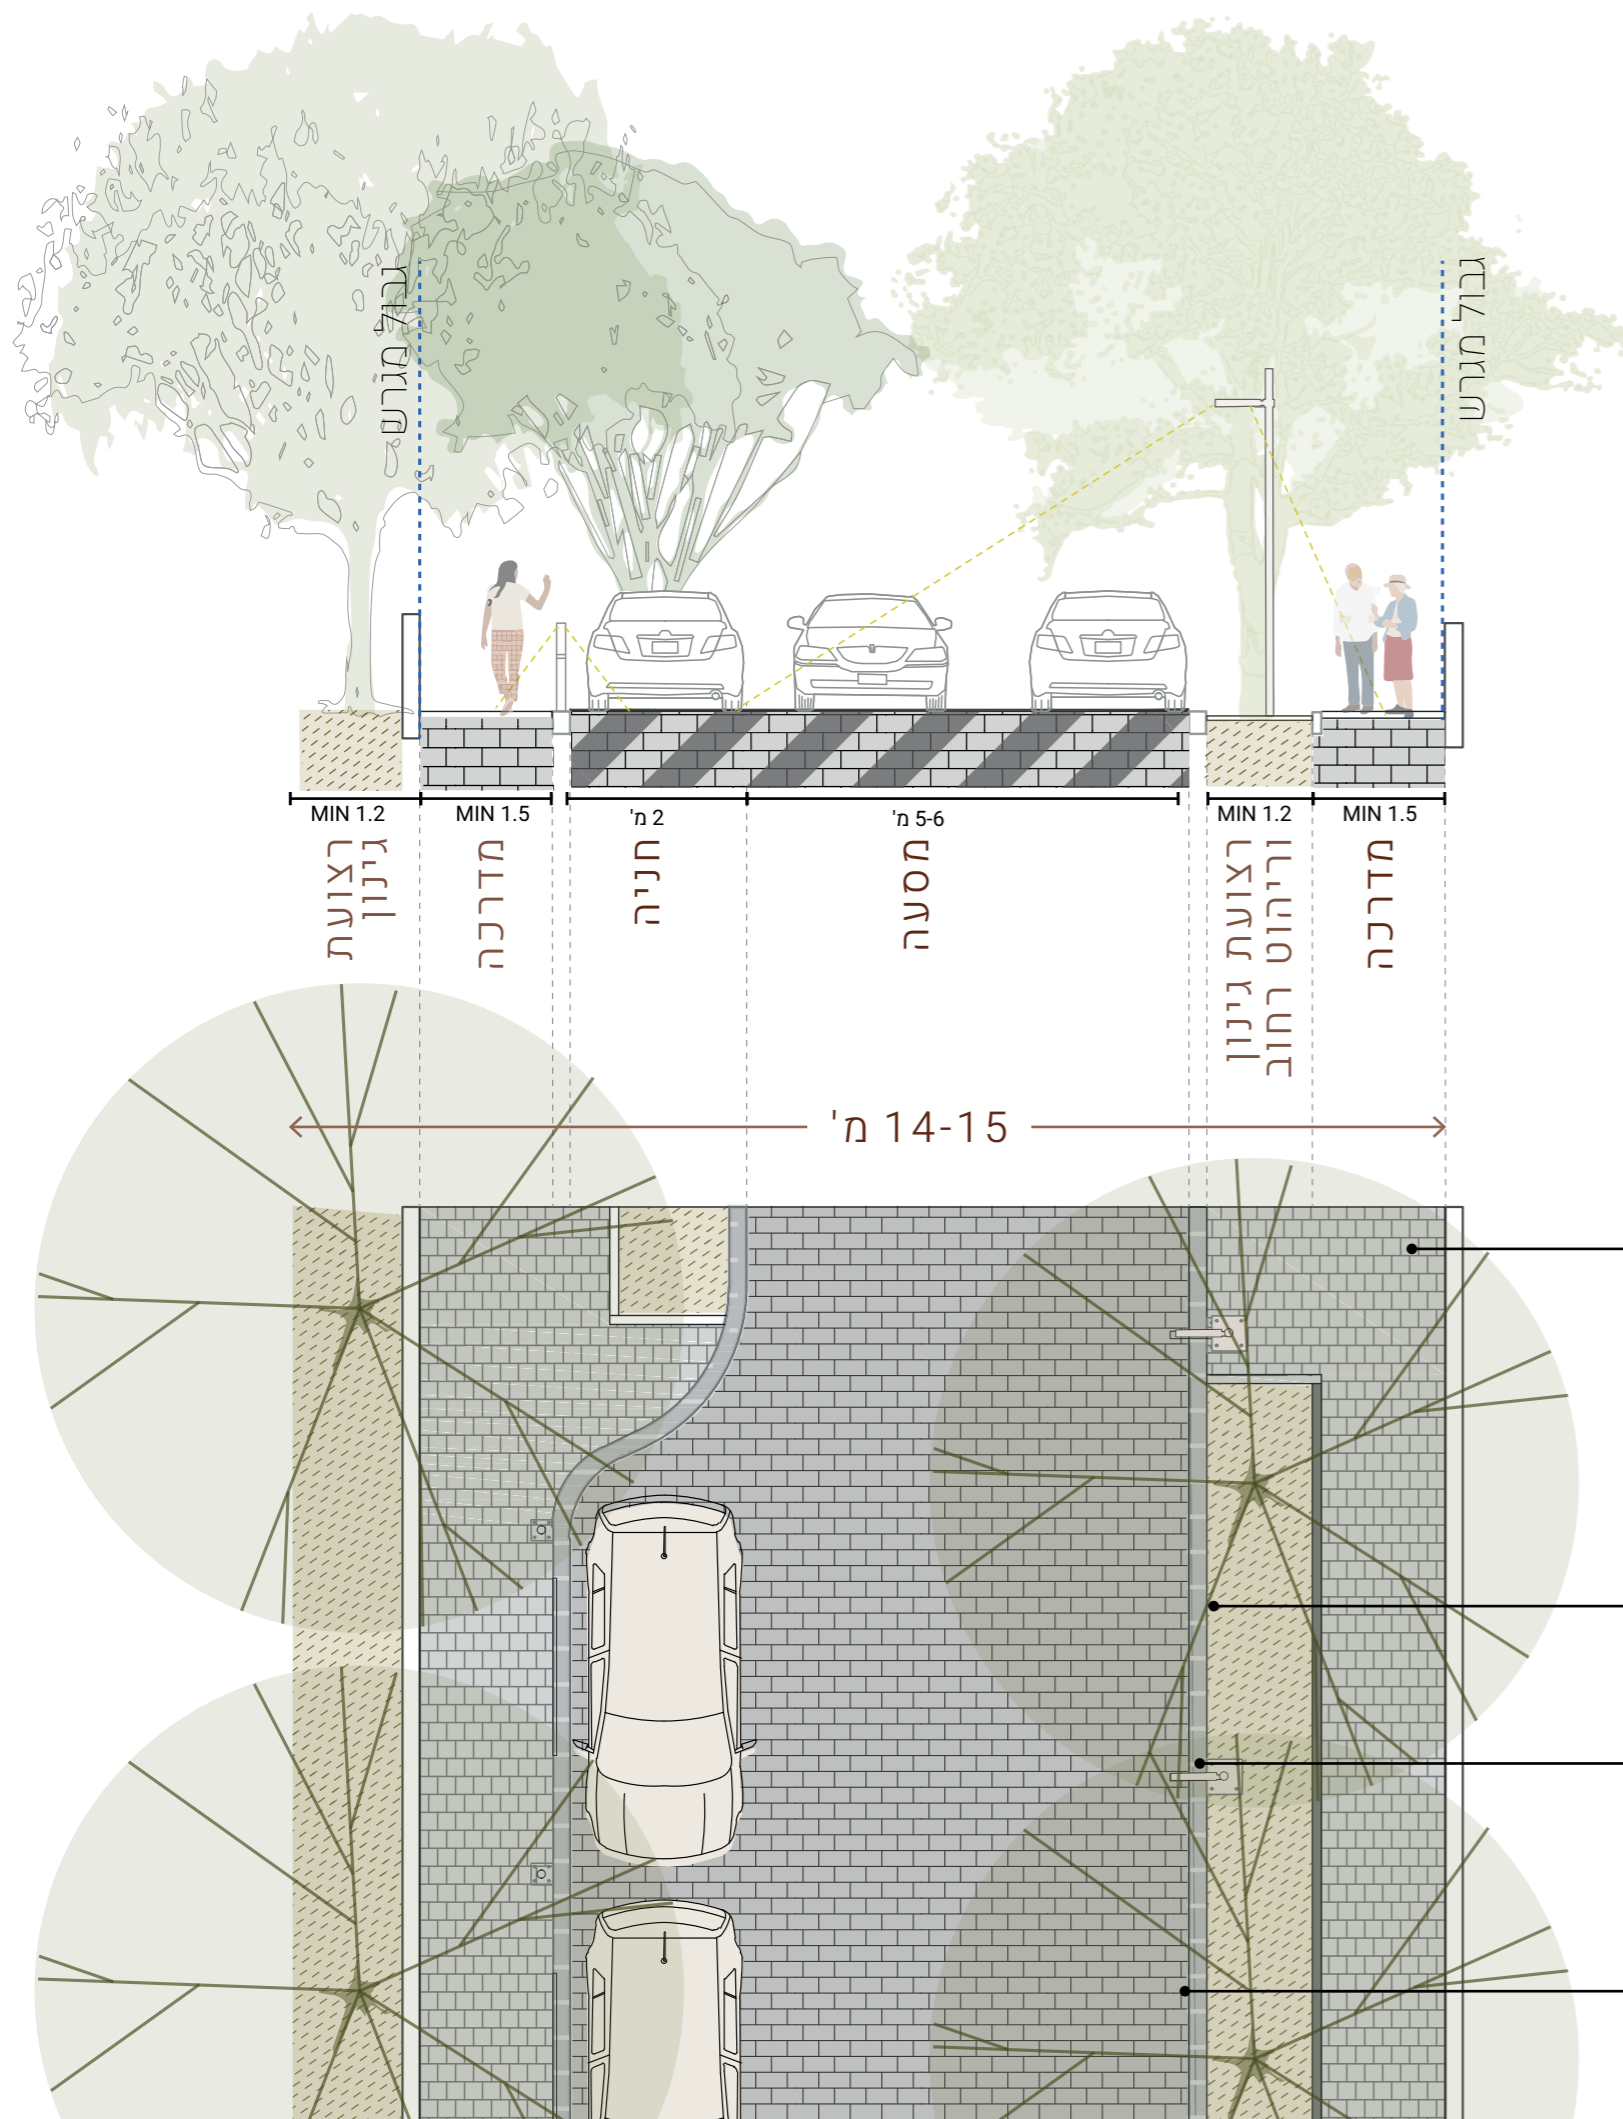 גבול מגרש
גבול מגרש
MIN 1.2
MIN 1.5
2 מ'
5-6 מ'
MIN 1.2
MIN 1.5
רצועת
גינון
מדרכה
חניה
מסעה
רצועת גינון
וריהוט רחוב
מדרכה
14-15 מ'